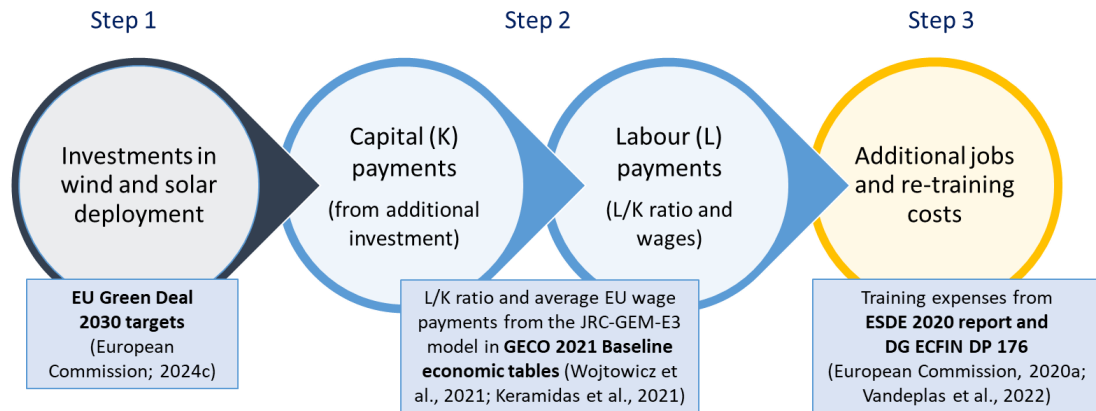 Step 1
Step 2
Step 3
Investments in
wind and solar
deployment
Capital (K)
payments
(from additional
investment)
Labour (L)
payments
(L/K ratio and
wages)
Additional jobs
and re-training
costs
EU Green Deal
2030 targets
(European
Commission; 2024c)
L/K ratio and average EU wage
payments from the JRC-GEM-E3
model in GECO 2021 Baseline
economic tables (Wojtowicz et
al., 2021; Keramidas et al., 2021)
Training expenses from
ESDE 2020 report and
DG ECFIN DP 176
(European Commission, 2020a;
Vandeplas et al., 2022)